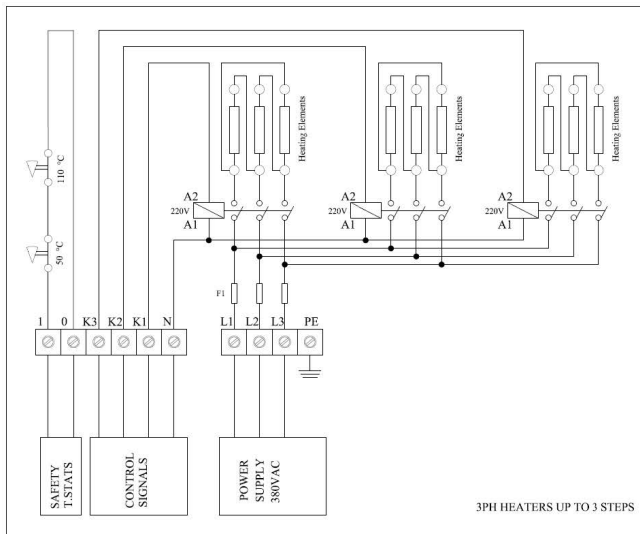 Heating Elements
Heating Elements
Heating Elements
110 °C
50 °C
A2
220V
A1
A2
220V
A1
A2
220V
A1
F1
1
0
K3
K2
K1
N
L1
L2
L3
PE
SAFETY
T.STATS
CONTROL
SIGNALS
POWER
SUPPLY
380VAC
3PH HEATERS UP TO 3 STEPS